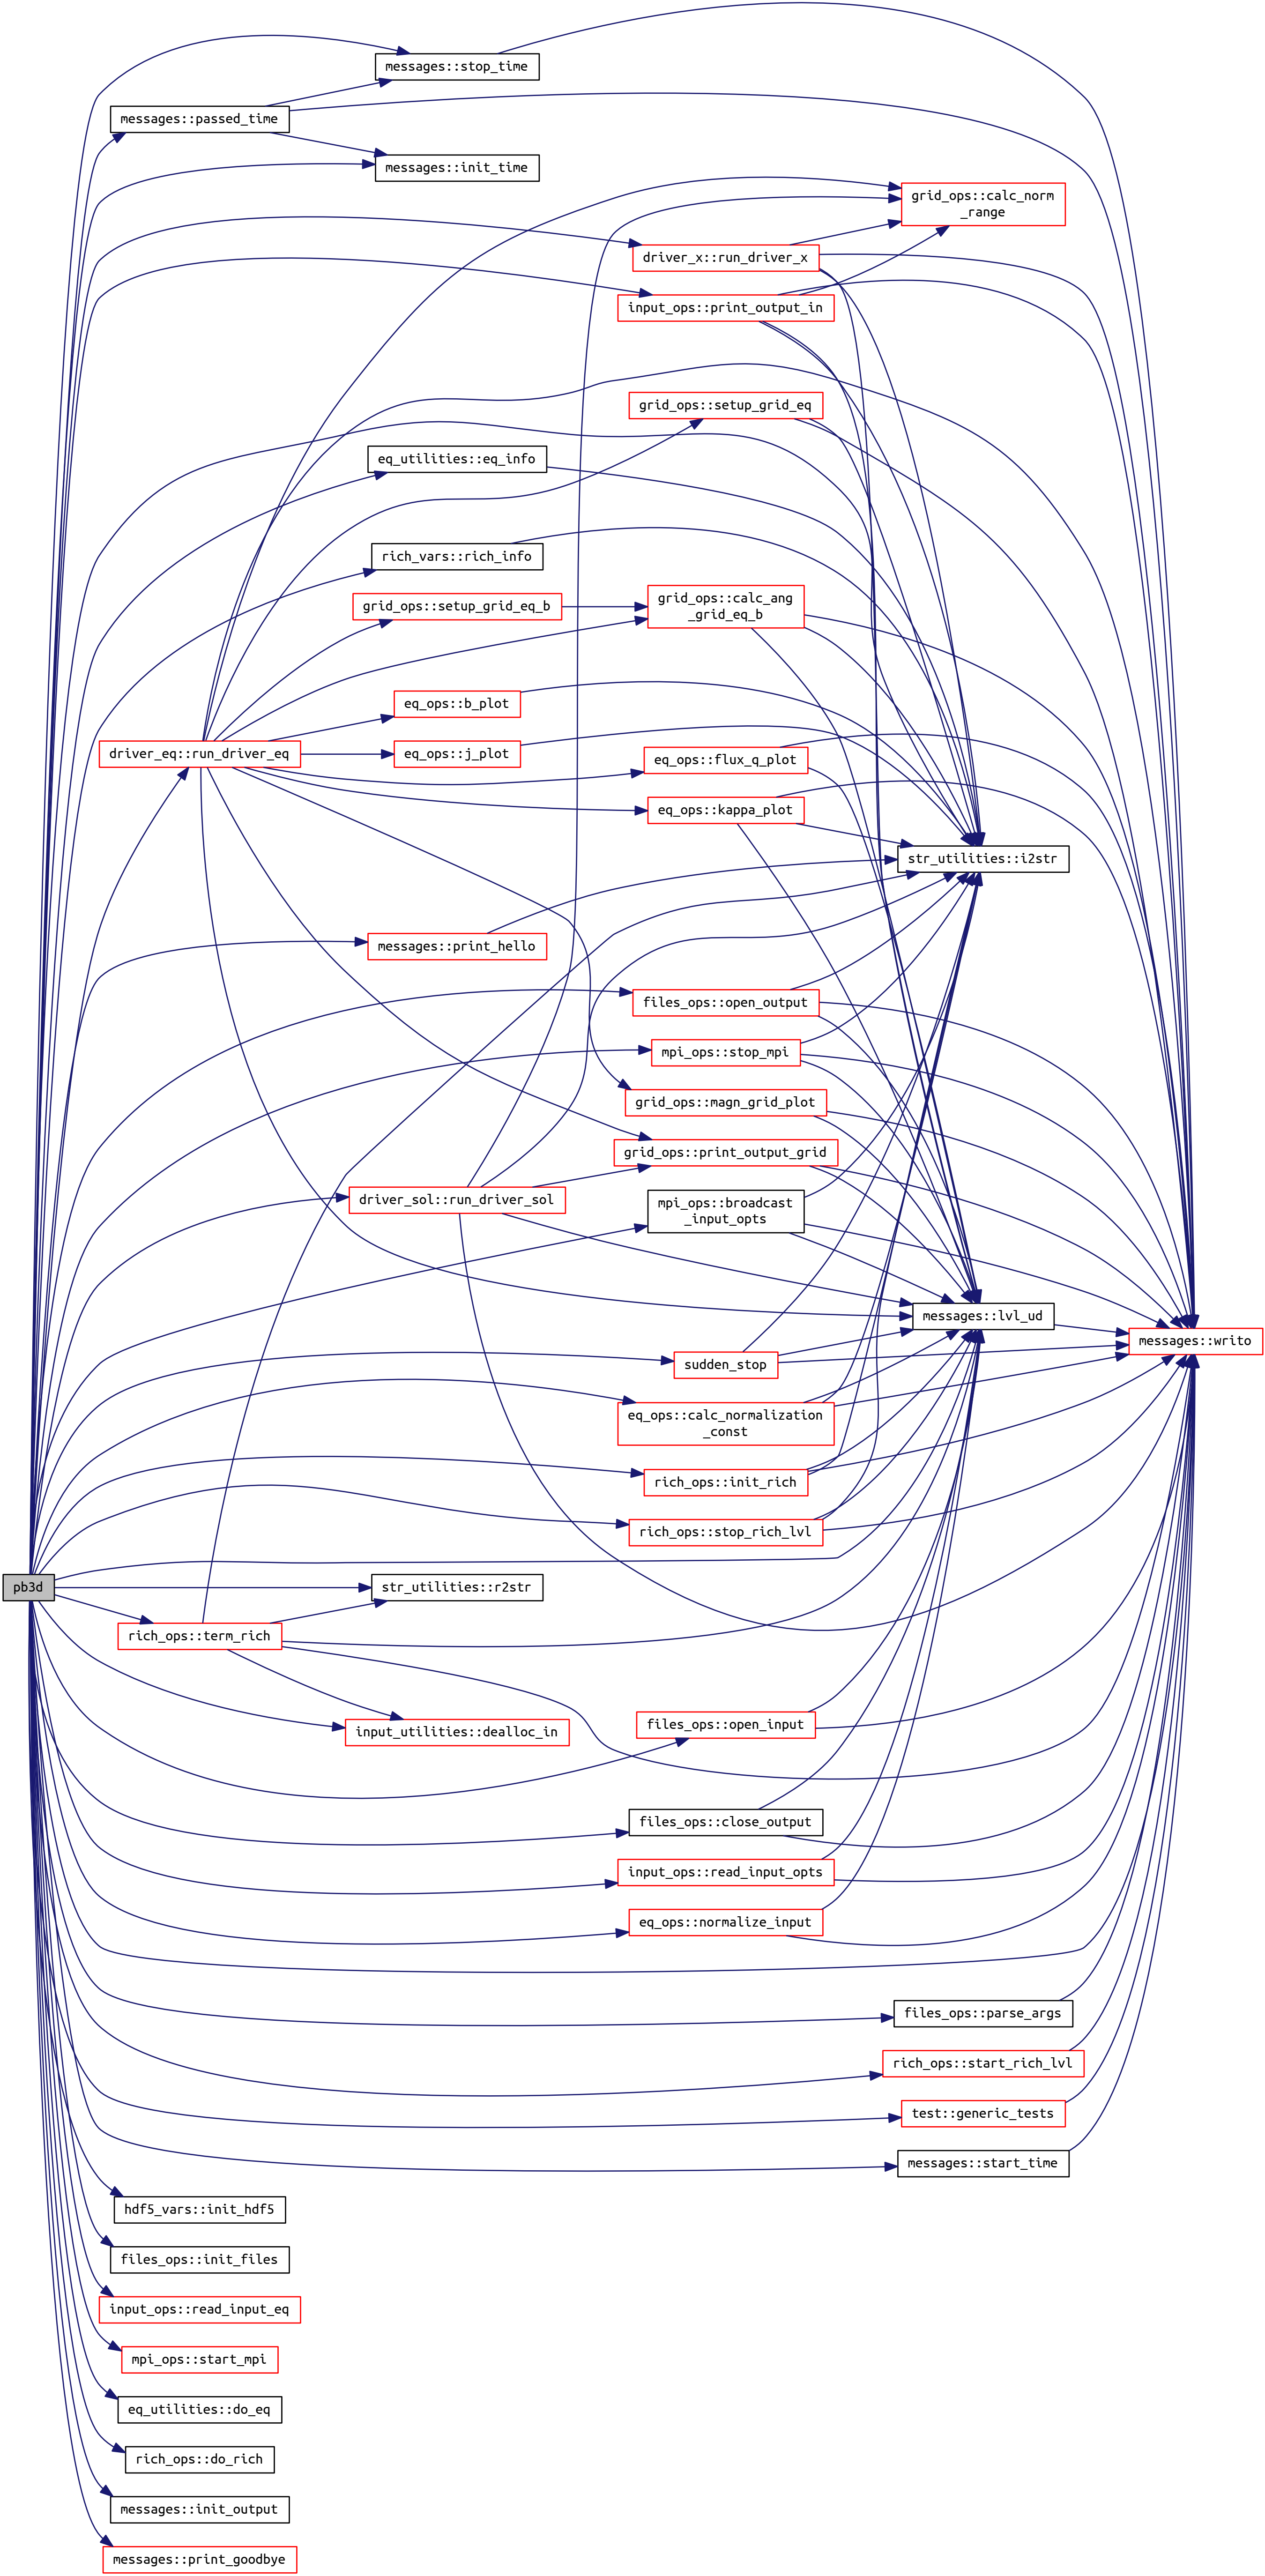 messages::stop_time
messages::passed_time
messages::init_time
grid_ops::calc_norm
_range
driver_x::run_driver_x
input_ops::print_output_in
grid_ops::setup_grid_eq
eq_utilities::eq_info
rich_vars::rich_info
grid_ops::setup_grid_eq_b
grid_ops::calc_ang
_grid_eq_b
eq_ops::b_plot
driver_eq::run_driver_eq
eq_ops::j_plot
eq_ops::flux_q_plot
eq_ops::kappa_plot
str_utilities::i2str
messages::print_hello
files_ops::open_output
mpi_ops::stop_mpi
grid_ops::magn_grid_plot
grid_ops::print_output_grid
driver_sol::run_driver_sol
mpi_ops::broadcast
_input_opts
messages::lvl_ud
messages::writo
sudden_stop
eq_ops::calc_normalization
_const
rich_ops::init_rich
rich_ops::stop_rich_lvl
pb3d
str_utilities::r2str
rich_ops::term_rich
files_ops::open_input
input_utilities::dealloc_in
files_ops::close_output
input_ops::read_input_opts
eq_ops::normalize_input
files_ops::parse_args
rich_ops::start_rich_lvl
test::generic_tests
messages::start_time
hdf5_vars::init_hdf5
files_ops::init_files
input_ops::read_input_eq
mpi_ops::start_mpi
eq_utilities::do_eq
rich_ops::do_rich
messages::init_output
messages::print_goodbye